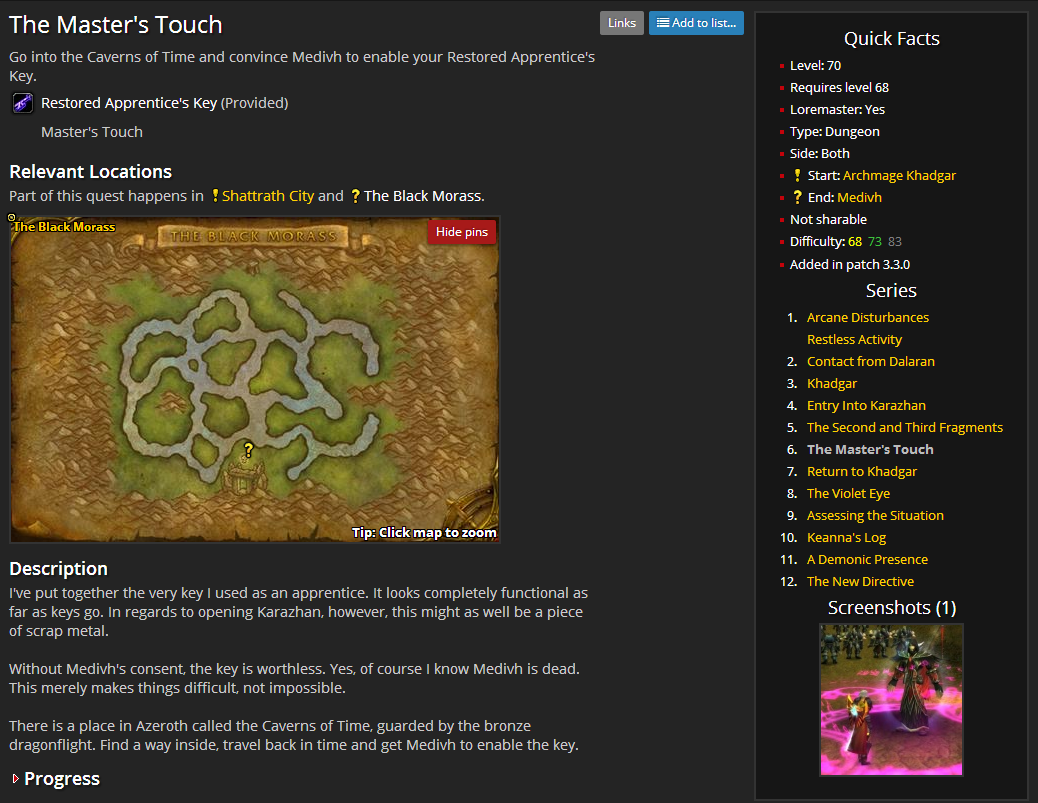 The Master's Touch
Links
Add to list...
Go into the Caverns of Time and convince Medivh to enable your Restored Apprentice's
Key.
Restored Apprentice's Key (Provided)
Master's Touch
Relevant Locations
Part of this quest happens in Shattrath City and The Black Morass.
The Black Morass
THE BLACK MORASS
Hide pins
?
Tip: Click map to zoom
Description
I've put together the very key I used as an apprentice. It looks completely functional as
far as keys go. In regards to opening Karazhan, however, this might as well be a piece
of scrap metal.
Without Medivh's consent, the key is worthless. Yes, of course I know Medivh is dead.
This merely makes things difficult, not impossible.
There is a place in Azeroth called the Caverns of Time, guarded by the bronze
dragonflight. Find a way inside, travel back in time and get Medivh to enable the key.
Progress
Quick Facts
Level: 70
Requires level 68
Loremaster: Yes
Type: Dungeon
Side: Both
! Start: Archmage Khadgar
? End: Medivh
Not sharable
Difficulty: 68 73 83
Added in patch 3.3.0
Series
1. Arcane Disturbances
Restless Activity
2. Contact from Dalaran
3. Khadgar
4. Entry Into Karazhan
5. The Second and Third Fragments
6. The Master's Touch
7. Return to Khadgar
8. The Violet Eye
9. Assessing the Situation
10. Keanna's Log
11. A Demonic Presence
12. The New Directive
Screenshots (1)